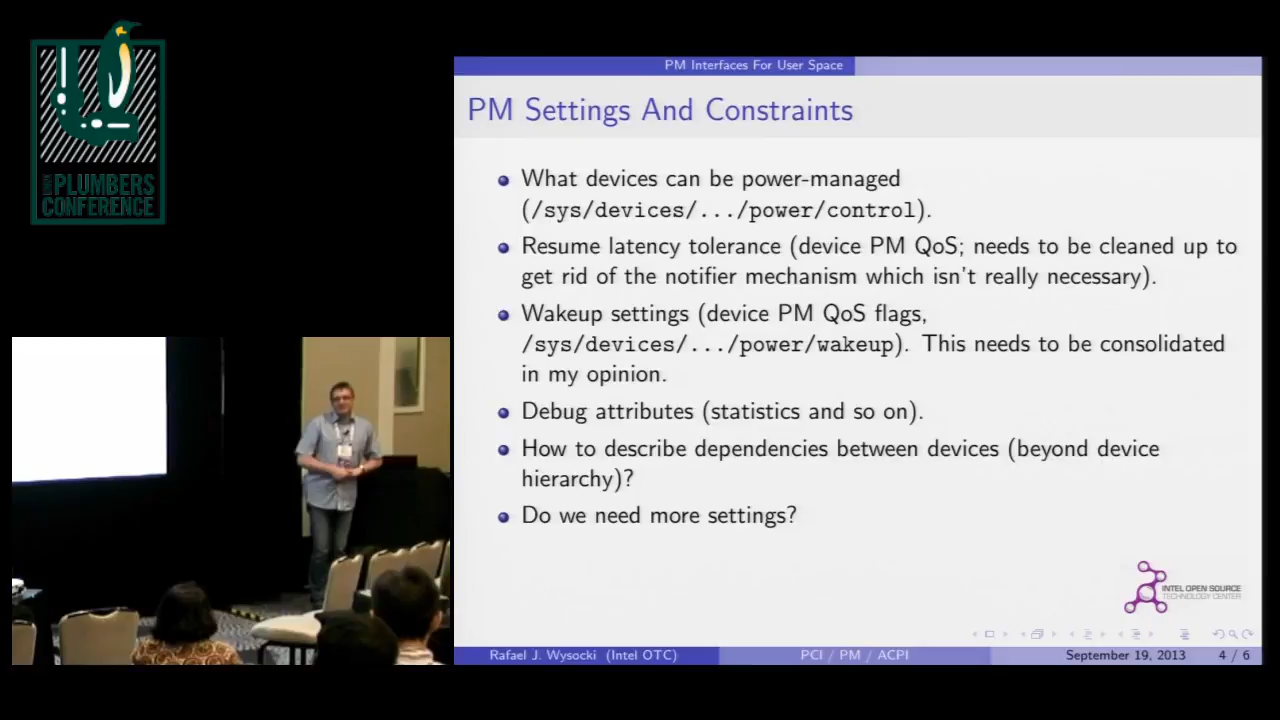 LINUX
PLUMBERS
CONFERENCE
PM Interfaces For User Space
PM Settings And Constraints
What devices can be power-managed
(/sys/devices/.../power/control).
Resume latency tolerance (device PM QoS; needs to be cleaned up to
get rid of the notifier mechanism which isn't really necessary).
Wakeup settings (device PM QoS flags,
/sys/devices/.../power/wakeup). This needs to be consolidated
in my opinion.
Debug attributes (statistics and so on).
How to describe dependencies between devices (beyond device
hierarchy)?
Do we need more settings?
INTEL OPEN SOURCE
TECHNOLOGY CENTER
Rafael J. Wysocki (Intel OTC)
PCI / PM / ACPI
September 19, 2013
4 / 6